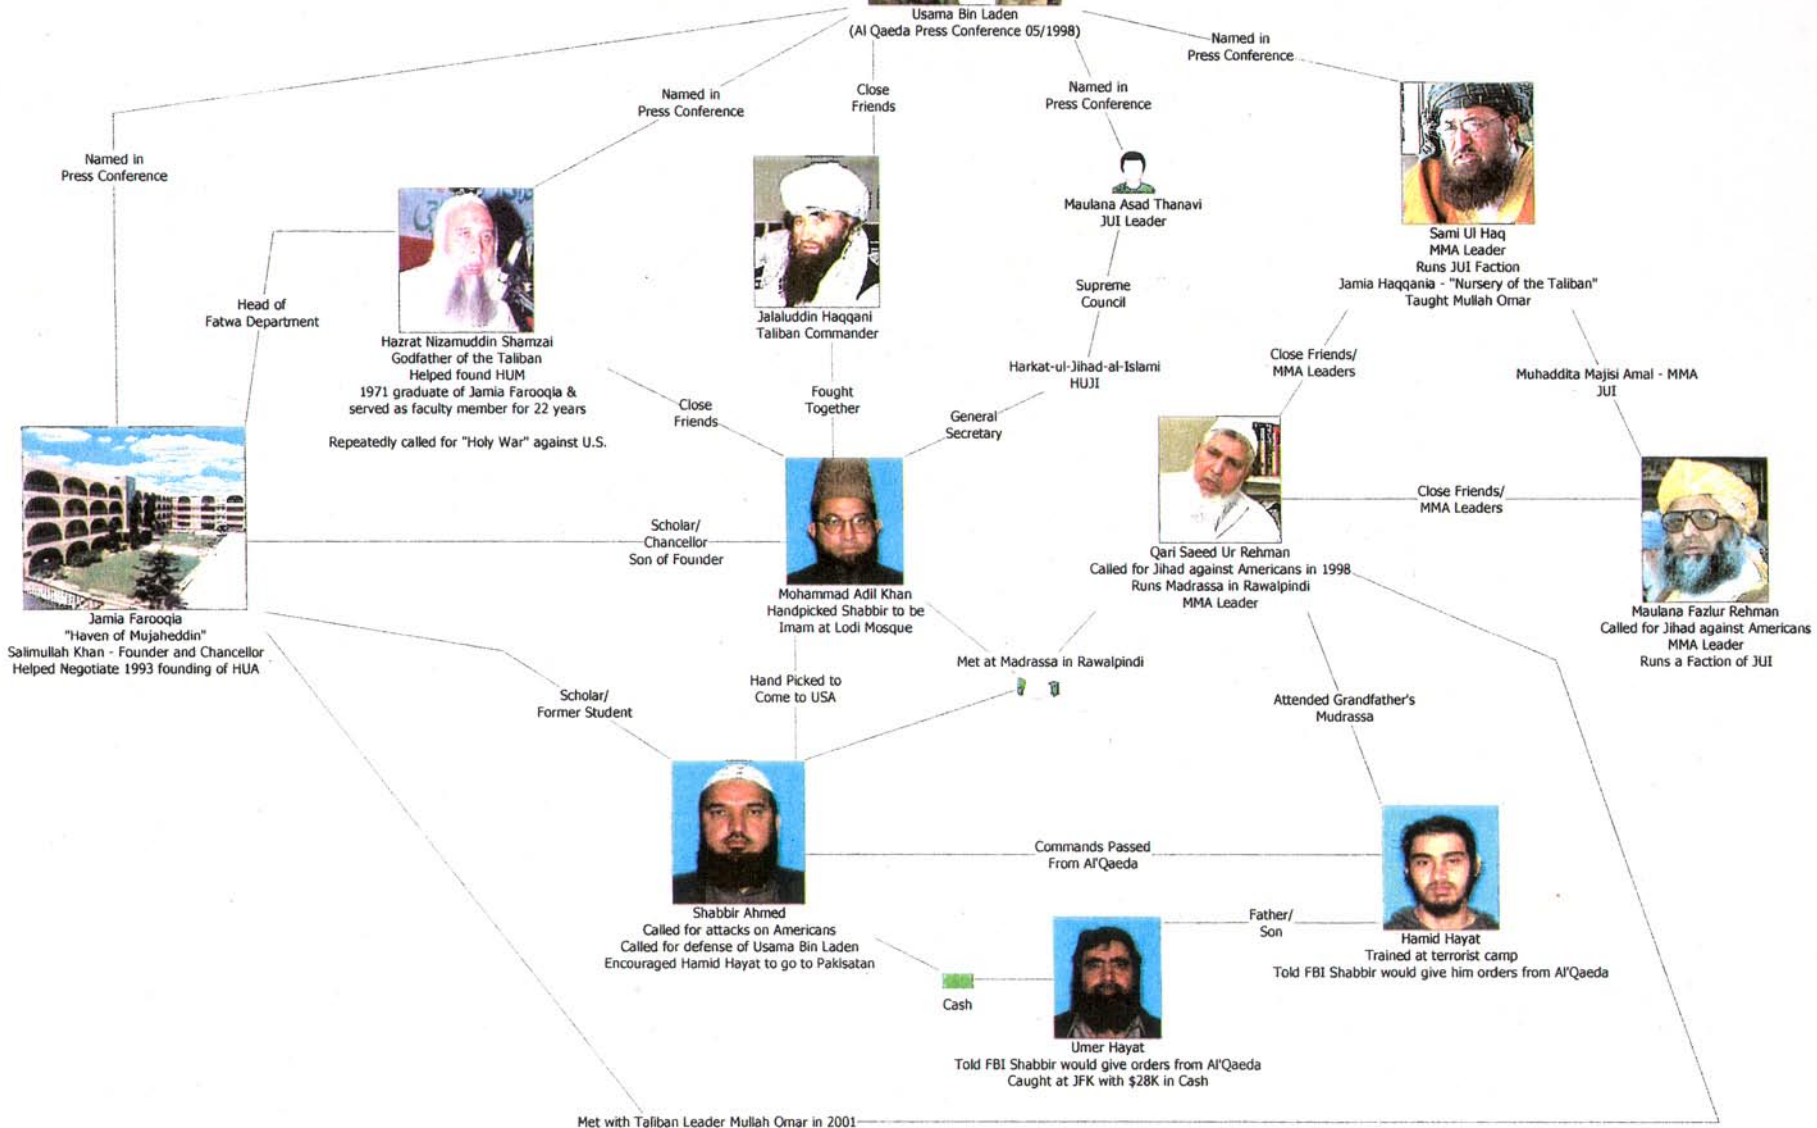 Usama Bin Laden
(Al Qaeda Press Conference 05/1998)
Named in
Press Conference
Named in
Press Conference
Close
Friends
Named in
Press Conference
Named in
Press Conference
Maulana Asad Thanavi
JUI Leader
Sami Ul Haq
MMA Leader
Runs JUI Faction
Jamia Haqqania - "Nursery of the Taliban"
Taught Mullah Omar
Head of
Fatwa Department
Hazrat Nizamuddin Shamzai
Godfather of the Taliban
Helped found HUM
1971 graduate of Jamia Farooqia &
served as faculty member for 22 years
Repeatedly called for "Holy War" against U.S.
Jalaluddin Haqqani
Taliban Commander
Supreme
Council
Harkat-ul-Jihad-al-Islami
HUJI
Close Friends/
MMA Leaders
Muhaddita Majisi Amal - MMA
JUI
Close
Friends
Fought
Together
General
Secretary
Close Friends/
MMA Leaders
Scholar/
Chancellor
Son of Founder
Mohammad Adil Khan
Handpicked Shabbir to be
Imam at Lodi Mosque
Qari Saeed Ur Rehman
Called for Jihad against Americans in 1998
Runs Madrassa in Rawalpindi
MMA Leader
Maulana Fazlur Rehman
Called for Jihad against Americans
MMA Leader
Runs a Faction of JUI
Jamia Farooqia
"Haven of Mujaheddin"
Salimullah Khan - Founder and Chancellor
Helped Negotiate 1993 founding of HUA
Met at Madrassa in Rawalpindi
Scholar/
Former Student
Hand Picked to
Come to USA
Attended Grandfather's
Mudrassa
Shabbir Ahmed
Called for attacks on Americans
Called for defense of Usama Bin Laden
Encouraged Hamid Hayat to go to Pakisatan
Commands Passed
From Al'Qaeda
Father/
Son
Hamid Hayat
Trained at terrorist camp
Told FBI Shabbir would give him orders from Al'Qaeda
Cash
Umer Hayat
Told FBI Shabbir would give orders from Al'Qaeda
Caught at JFK with $28K in Cash
Met with Taliban Leader Mullah Omar in 2001